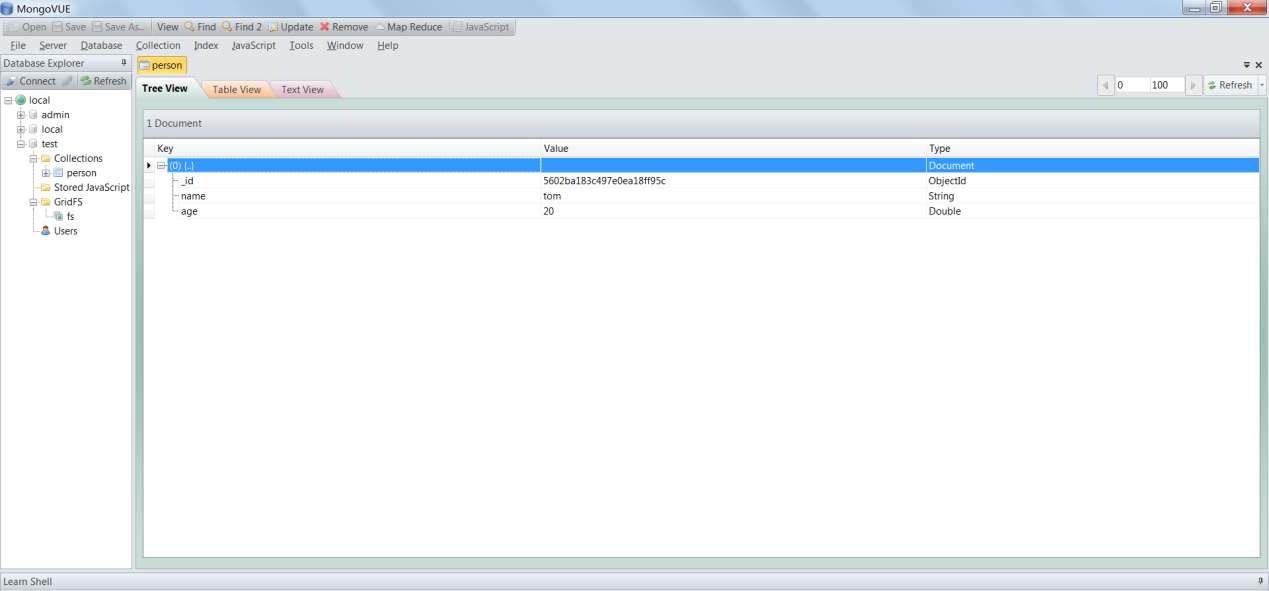 MongoVUE
Open Save Save As... View Find Find 2 Update Remove Map Reduce JavaScript
File Server Database Collection Index JavaScript Tools Window Help
Database Explorer
Connect Refresh
local
admin
local
test
Collections
person
Stored JavaScript
GridFS
fs
Users
person
Tree View Table View Text View
0 100 Refresh
1 Document
Key Value Type
(0) {..} Document
_id 5602ba183c497e0ea18ff95c ObjectId
name tom String
age 20 Double
Learn Shell